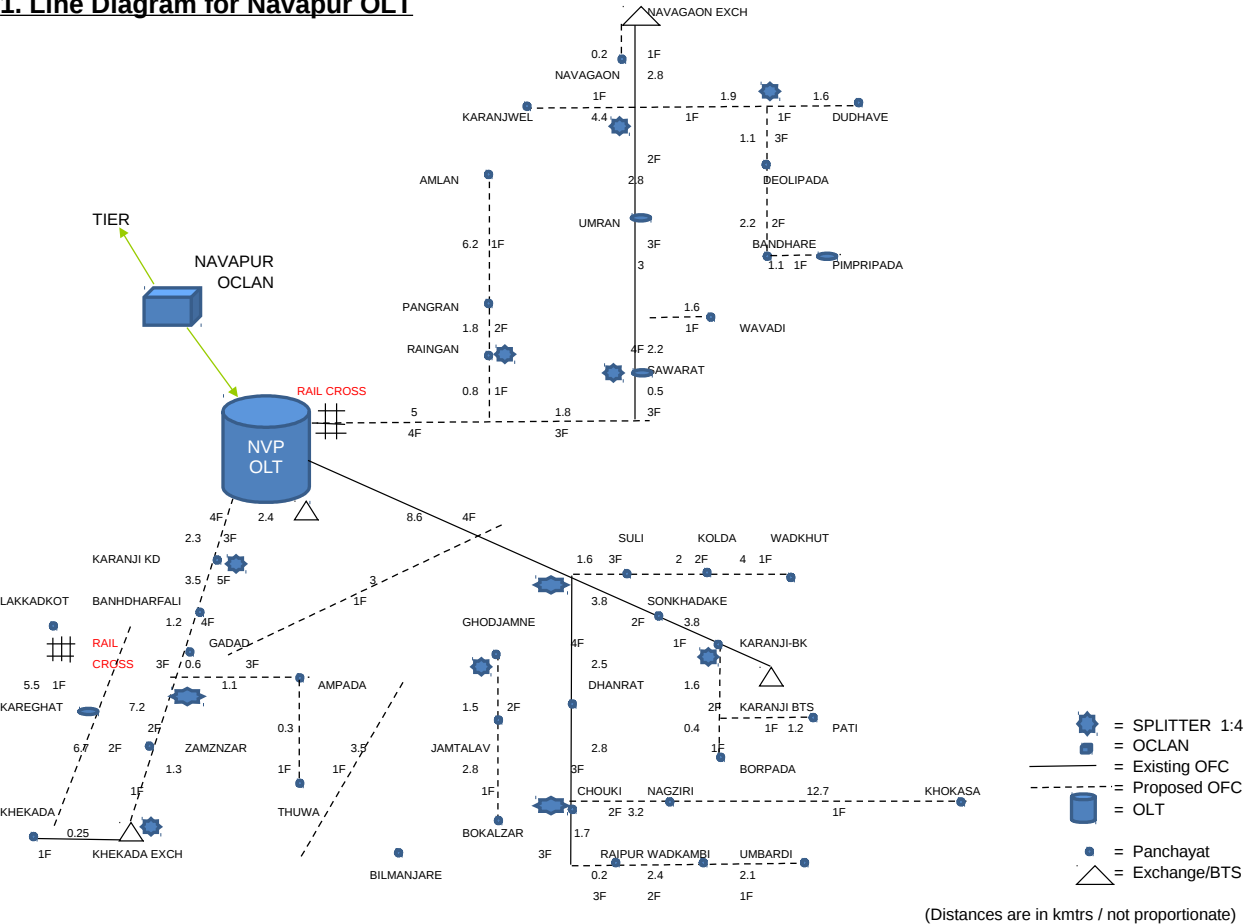 1. Line Diagram for Navapur OLT
NAVAGAON EXCH
0.2 1F
NAVAGAON 2.8
1F 1.9 1.6
KARANJWEL 4.4 1F 1F DUDHAVE
1.1 3F
2F
AMLAN 2.8 DEOLIPADA
TIER UMRAN 2.2 2F
6.2 1F 3F BANDHARE
NAVAPUR 3 1.1 1F PIMPRIPADA
OCLAN
PANGRAN 1.6
1.8 2F 1F WAVADI
RAINGAN 4F 2.2
SAWARAT
RAIL CROSS 0.8 1F 0.5
5 1.8 3F
4F 3F
NVP
OLT
4F 2.4 8.6 4F
2.3 3F SULI KOLDA WADKHUT
KARANJI KD 1.6 3F 2 2F 4 1F
3.5 5F 3
LAKKADKOT BANHDHARFALI 1F 3.8 SONKHADAKE
1.2 4F GHODJAMNE 2F 3.8
RAIL GADAD 4F 1F KARANJI-BK
CROSS 3F 0.6 3F 2.5
5.5 1F 1.1 AMPADA DHANRAT 1.6
KAREGHAT 7.2 1.5 2F 2F KARANJI BTS
2F 0.3 0.4 1F 1.2 PATI
6.7 2F ZAMZNZAR 3.5 JAMTALAV 2.8 1F
1.3 1F 1F 2.8 3F BORPADA
1F 1F CHOUKI NAGZIRI 12.7 KHOKASA
KHEKADA THUWA 2F 3.2 1F
0.25 BOKALZAR 1.7
1F KHEKADA EXCH 3F RAIPUR WADKAMBI UMBARDI
BILMANJARE 0.2 2.4 2.1
3F 2F 1F
= SPLITTER 1:4
= OCLAN
= Existing OFC
= Proposed OFC
= OLT
= Panchayat
= Exchange/BTS
(Distances are in kmtrs / not proportionate)